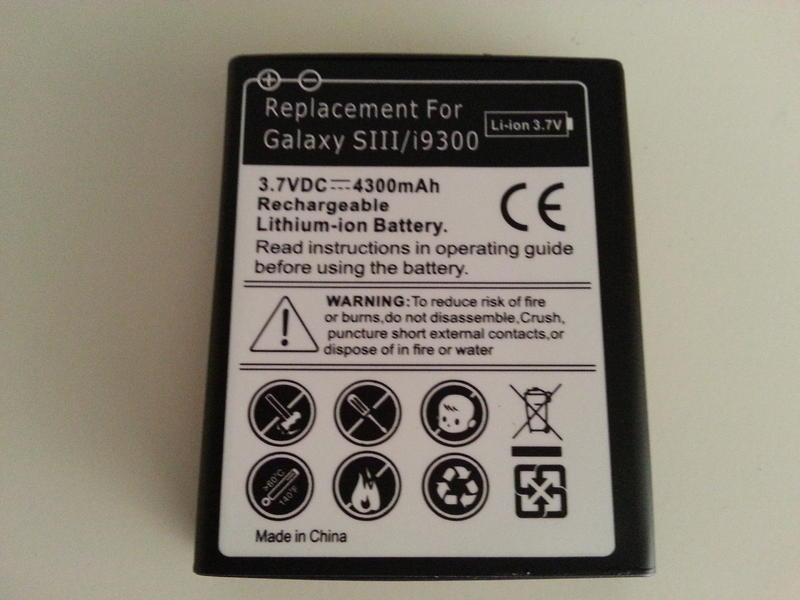 Replacement For
Galaxy SIII/i9300
Li-ion 3.7V
3.7VDC⎓4300mAh
Rechargeable
Lithium-ion Battery.
CE
Read instructions in operating guide
before using the battery.
WARNING:To reduce risk of fire
or burns,do not disassemble,Crush,
puncture short external contacts,or
dispose of in fire or water
>60°C
140°F
Made in China